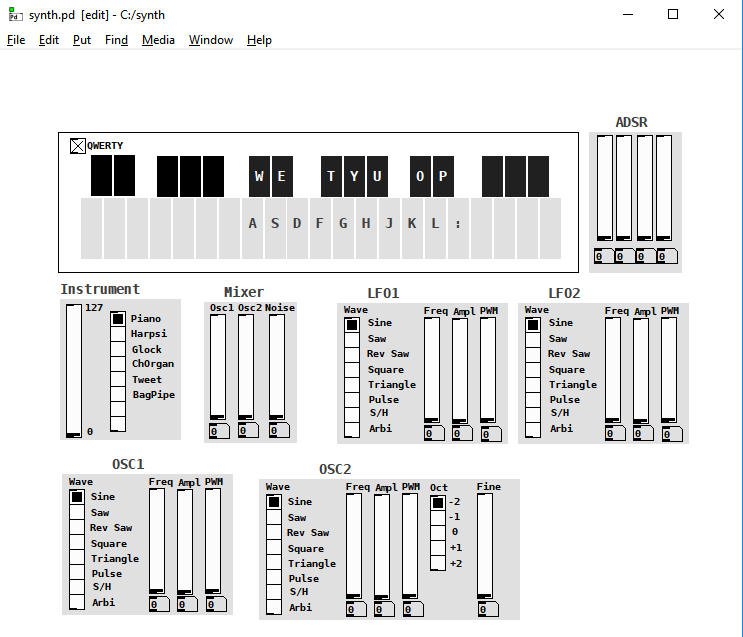 synth.pd [edit] - C:/synth
File Edit Put Find Media Window Help
ADSR
QWERTY
W E T Y U O P
A S D F G H J K L :
0 0 0 0
Instrument
127
0
Piano
Harpsi
Glock
ChOrgan
Tweet
BagPipe
Mixer
Osc1 Osc2 Noise
0 0 0
LFO1
Wave Freq Ampl PWM
Sine
Saw
Rev Saw
Square
Triangle
Pulse
S/H
Arbi
0 0 0
LFO2
Wave Freq Ampl PWM
Sine
Saw
Rev Saw
Square
Triangle
Pulse
S/H
Arbi
0 0 0
OSC1
Wave Freq Ampl PWM
Sine
Saw
Rev Saw
Square
Triangle
Pulse
S/H
Arbi
0 0 0
OSC2
Wave Freq Ampl PWM Oct Fine
Sine
Saw
Rev Saw
Square
Triangle
Pulse
S/H
Arbi
-2
-1
0
+1
+2
0 0 0 0